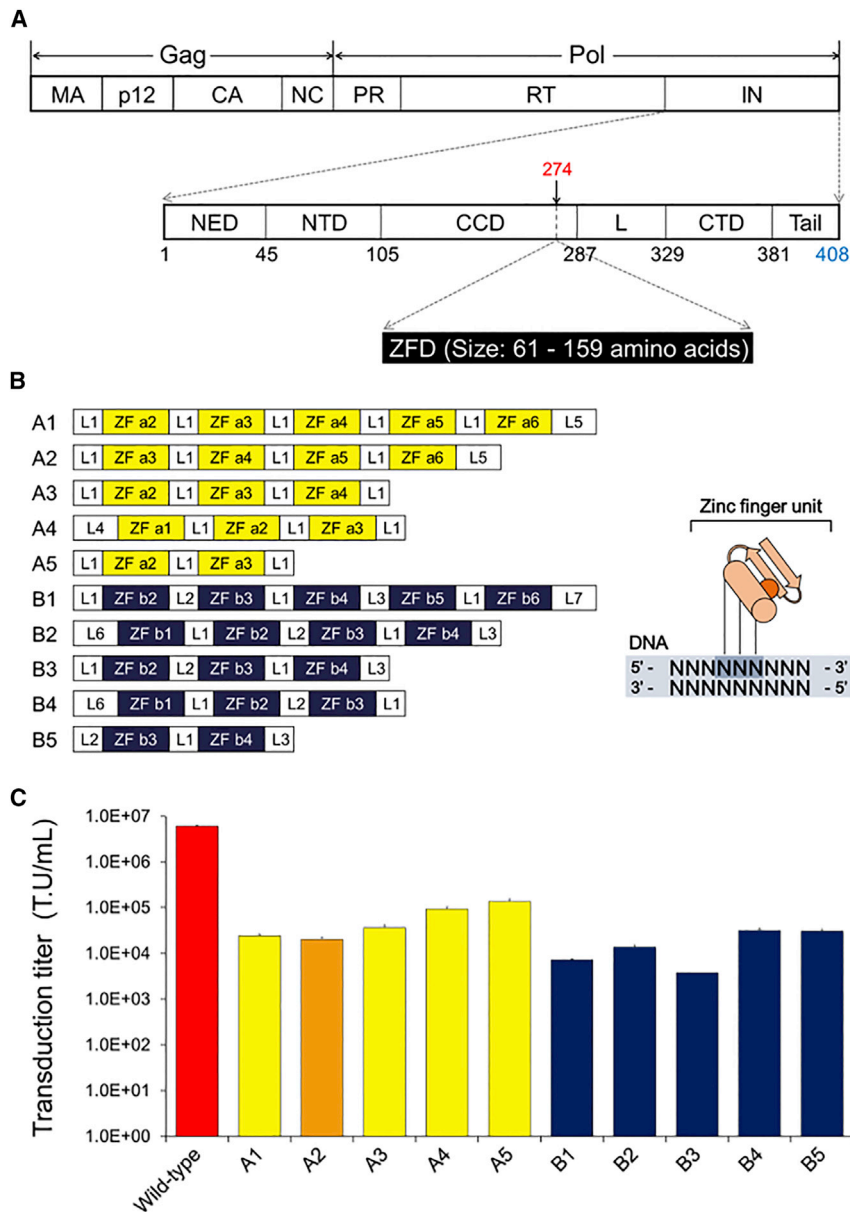 A
Gag Pol
MA p12 CA NC PR RT IN
274
NED NTD CCD L CTD Tail
1 45 105 287 329 381 408
ZFD (Size: 61 - 159 amino acids)
B
A1 L1 ZF a2 L1 ZF a3 L1 ZF a4 L1 ZF a5 L1 ZF a6 L5
A2 L1 ZF a3 L1 ZF a4 L1 ZF a5 L1 ZF a6 L5
A3 L1 ZF a2 L1 ZF a3 L1 ZF a4 L1
A4 L4 ZF a1 L1 ZF a2 L1 ZF a3 L1
A5 L1 ZF a2 L1 ZF a3 L1
B1 L1 ZF b2 L2 ZF b3 L1 ZF b4 L3 ZF b5 L1 ZF b6 L7
B2 L6 ZF b1 L1 ZF b2 L2 ZF b3 L1 ZF b4 L3
B3 L1 ZF b2 L2 ZF b3 L1 ZF b4 L3
B4 L6 ZF b1 L1 ZF b2 L2 ZF b3 L1
B5 L2 ZF b3 L1 ZF b4 L3
Zinc finger unit
DNA
5' - NNNNNNNNN - 3'
3' - NNNNNNNNN - 5'
C
Transduction titer (T.U/mL)
1.0E+07
1.0E+06
1.0E+05
1.0E+04
1.0E+03
1.0E+02
1.0E+01
1.0E+00
Wild-type A1 A2 A3 A4 A5 B1 B2 B3 B4 B5